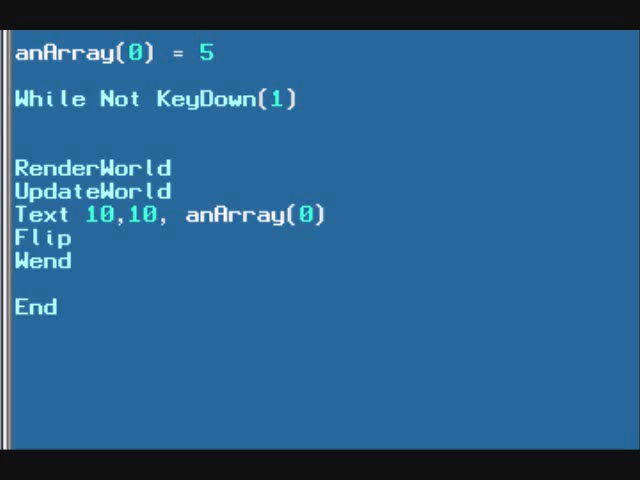 anArray(0) = 5
While Not KeyDown(1)
RenderWorld
UpdateWorld
Text 10,10, anArray(0)
Flip
Wend
End